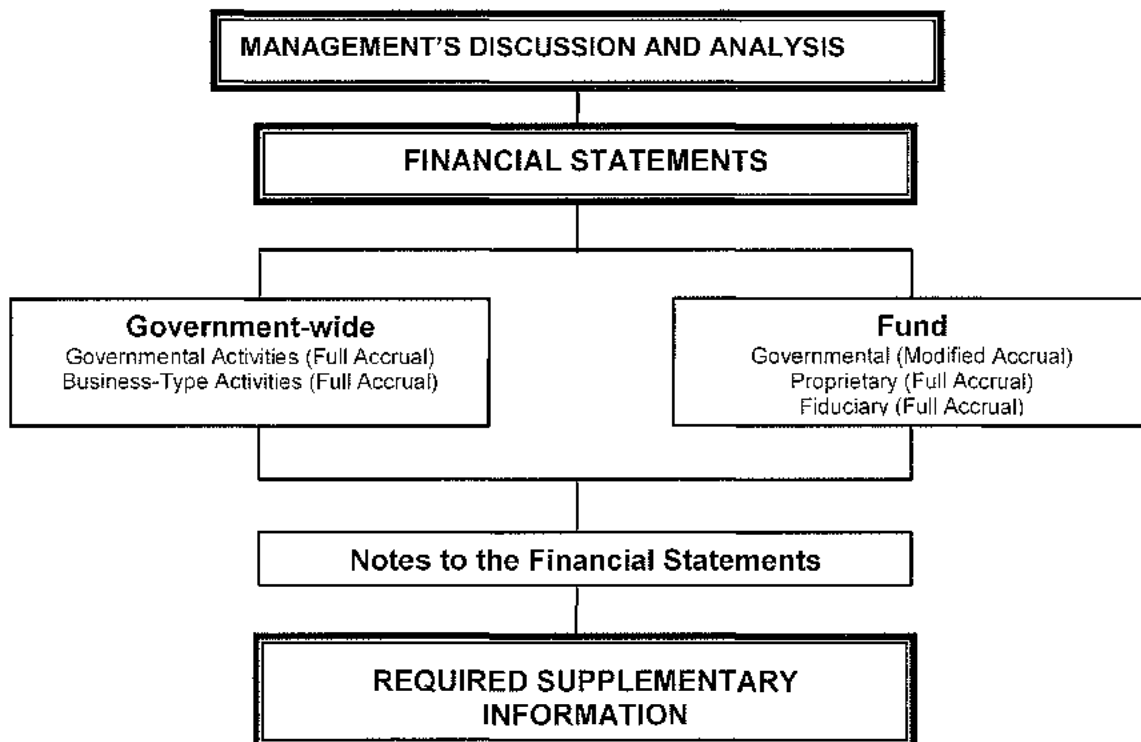 MANAGEMENT'S DISCUSSION AND ANALYSIS
FINANCIAL STATEMENTS
Government-wide
Governmental Activities (Full Accrual)
Business-Type Activities (Full Accrual)
Fund
Governmental (Modified Accrual)
Proprietary (Full Accrual)
Fiduciary (Full Accrual)
Notes to the Financial Statements
REQUIRED SUPPLEMENTARY
INFORMATION